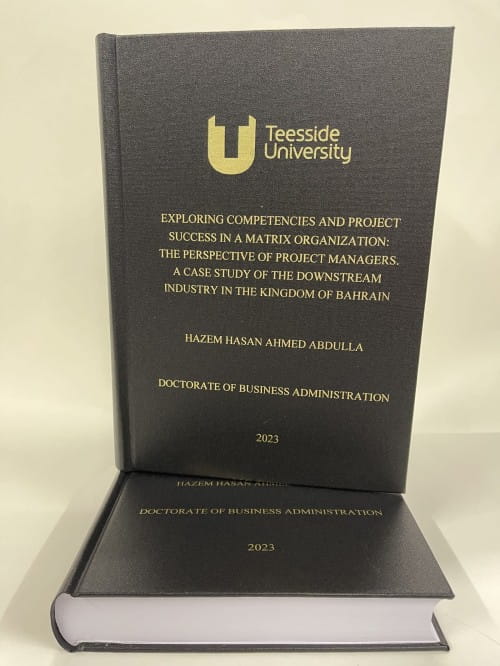 Teesside
University
EXPLORING COMPETENCIES AND PROJECT
SUCCESS IN A MATRIX ORGANIZATION:
THE PERSPECTIVE OF PROJECT MANAGERS.
A CASE STUDY OF THE DOWNSTREAM
INDUSTRY IN THE KINGDOM OF BAHRAIN
HAZEM HASAN AHMED ABDULLA
DOCTORATE OF BUSINESS ADMINISTRATION
2023
HAZEM HASAN
DOCTORATE OF BUSINESS ADMINISTRATION
2023